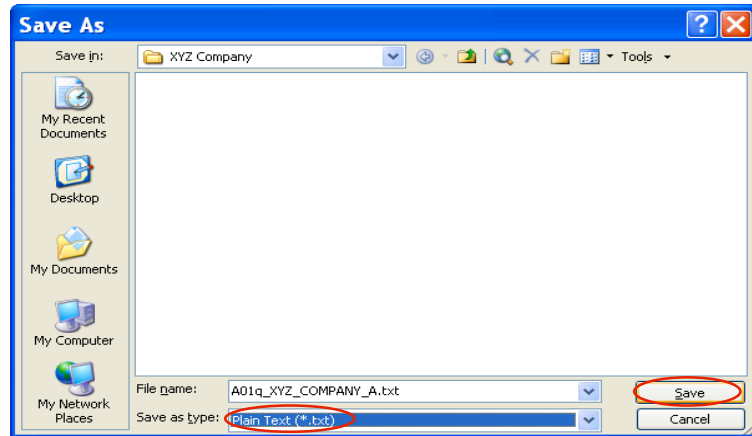 Save As
Save in:
XYZ Company
Tools
My Recent
Documents
Desktop
My Documents
My Computer
My Network
Places
File name:
A01q_XYZ_COMPANY_A.txt
Save
Save as type:
Plain Text (*.txt)
Cancel